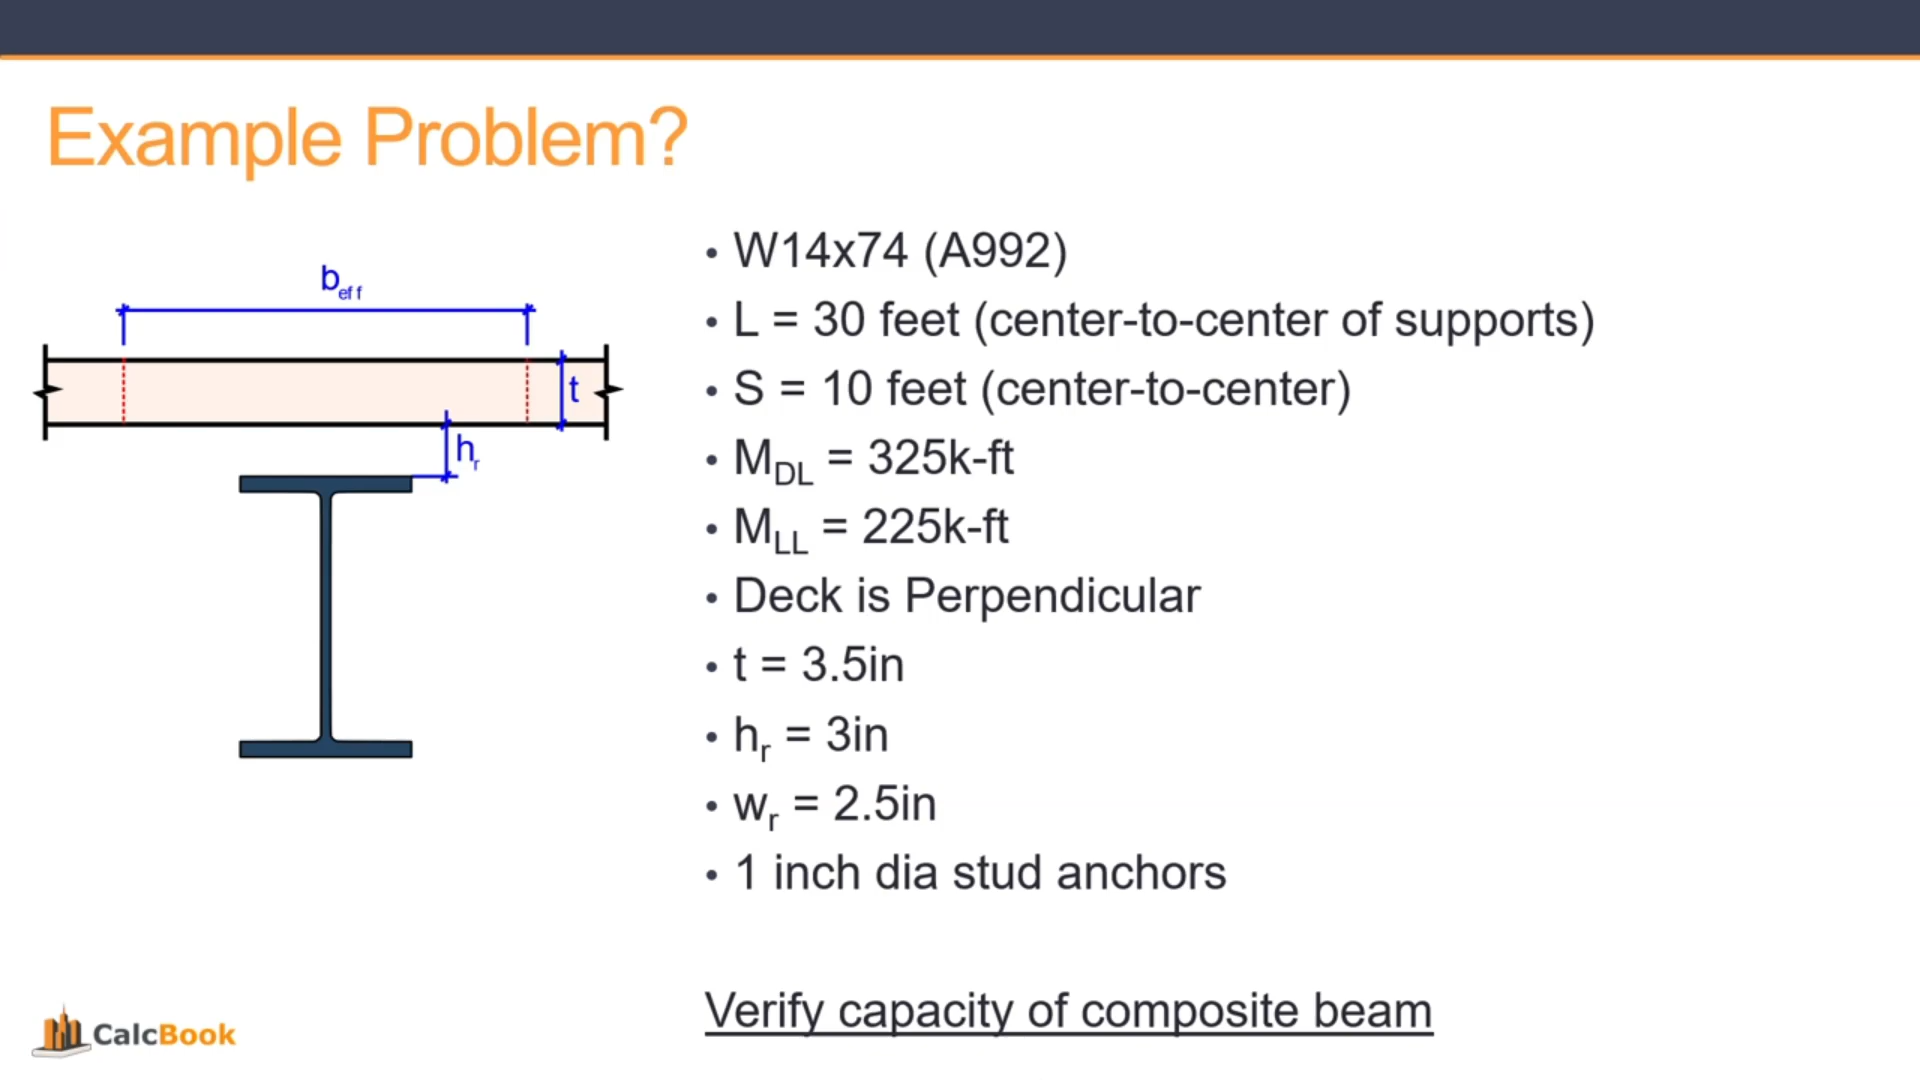 Example Problem?
b_eff
t
h_r
• W14x74 (A992)
• L = 30 feet (center-to-center of supports)
• S = 10 feet (center-to-center)
• M_DL = 325k-ft
• M_LL = 225k-ft
• Deck is Perpendicular
• t = 3.5in
• h_r = 3in
• w_r = 2.5in
• 1 inch dia stud anchors
Verify capacity of composite beam
CalcBook